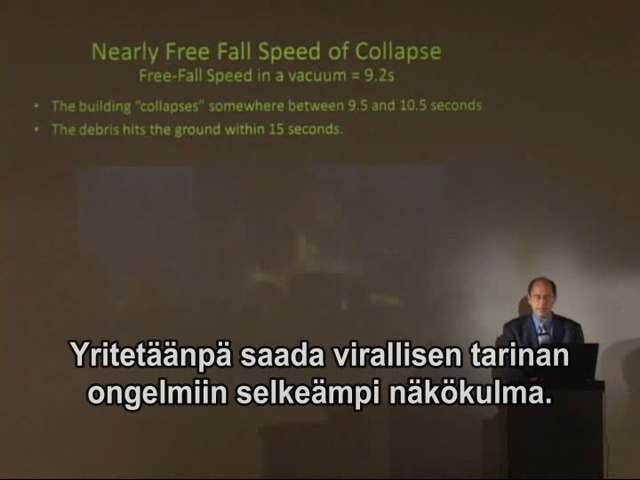 Nearly Free Fall Speed of Collapse
Free-Fall Speed in a vacuum = 9.2s
• The building "collapses" somewhere between 9.5 and 10.5 seconds
• The debris hits the ground within 15 seconds.
Yritetäänpä saada virallisen tarinan
ongelmiin selkeämpi näkökulma.